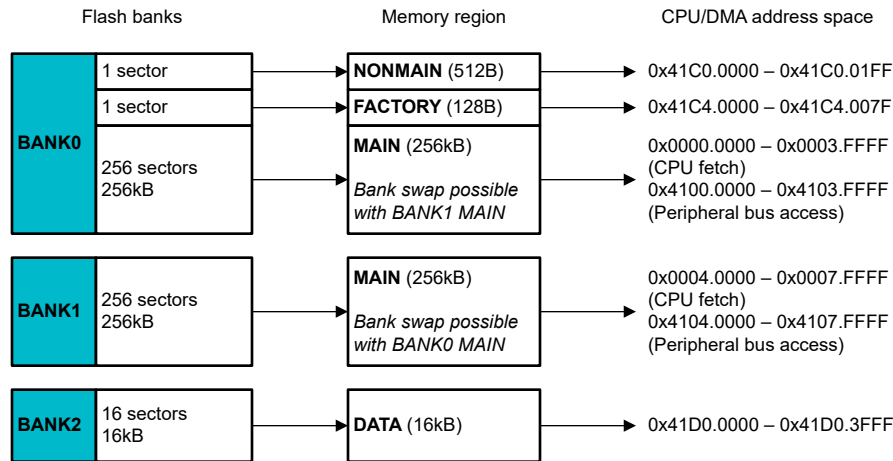 Flash banks
Memory region
CPU/DMA address space
BANK0
1 sector
NONMAIN (512B)
0x41C0.0000 – 0x41C0.01FF
1 sector
FACTORY (128B)
0x41C4.0000 – 0x41C4.007F
256 sectors
256kB
MAIN (256kB)
Bank swap possible
with BANK1 MAIN
0x0000.0000 – 0x0003.FFFF
(CPU fetch)
0x4100.0000 – 0x4103.FFFF
(Peripheral bus access)
BANK1
256 sectors
256kB
MAIN (256kB)
Bank swap possible
with BANK0 MAIN
0x0004.0000 – 0x0007.FFFF
(CPU fetch)
0x4104.0000 – 0x4107.FFFF
(Peripheral bus access)
BANK2
16 sectors
16kB
DATA (16kB)
0x41D0.0000 – 0x41D0.3FFF